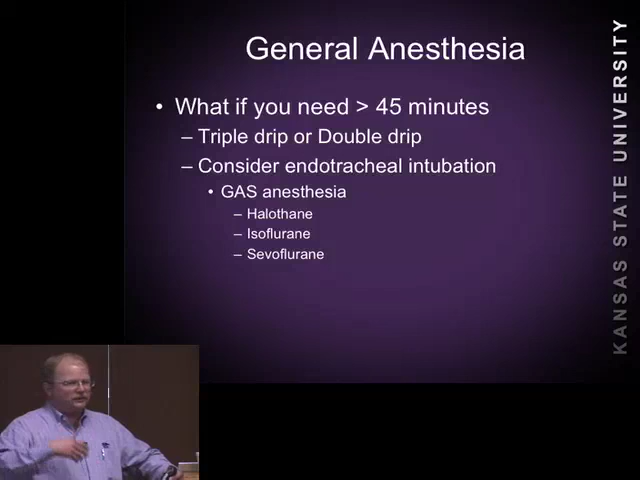 General Anesthesia
• What if you need > 45 minutes
– Triple drip or Double drip
– Consider endotracheal intubation
• GAS anesthesia
– Halothane
– Isoflurane
– Sevoflurane
KANSAS STATE UNIVERSITY